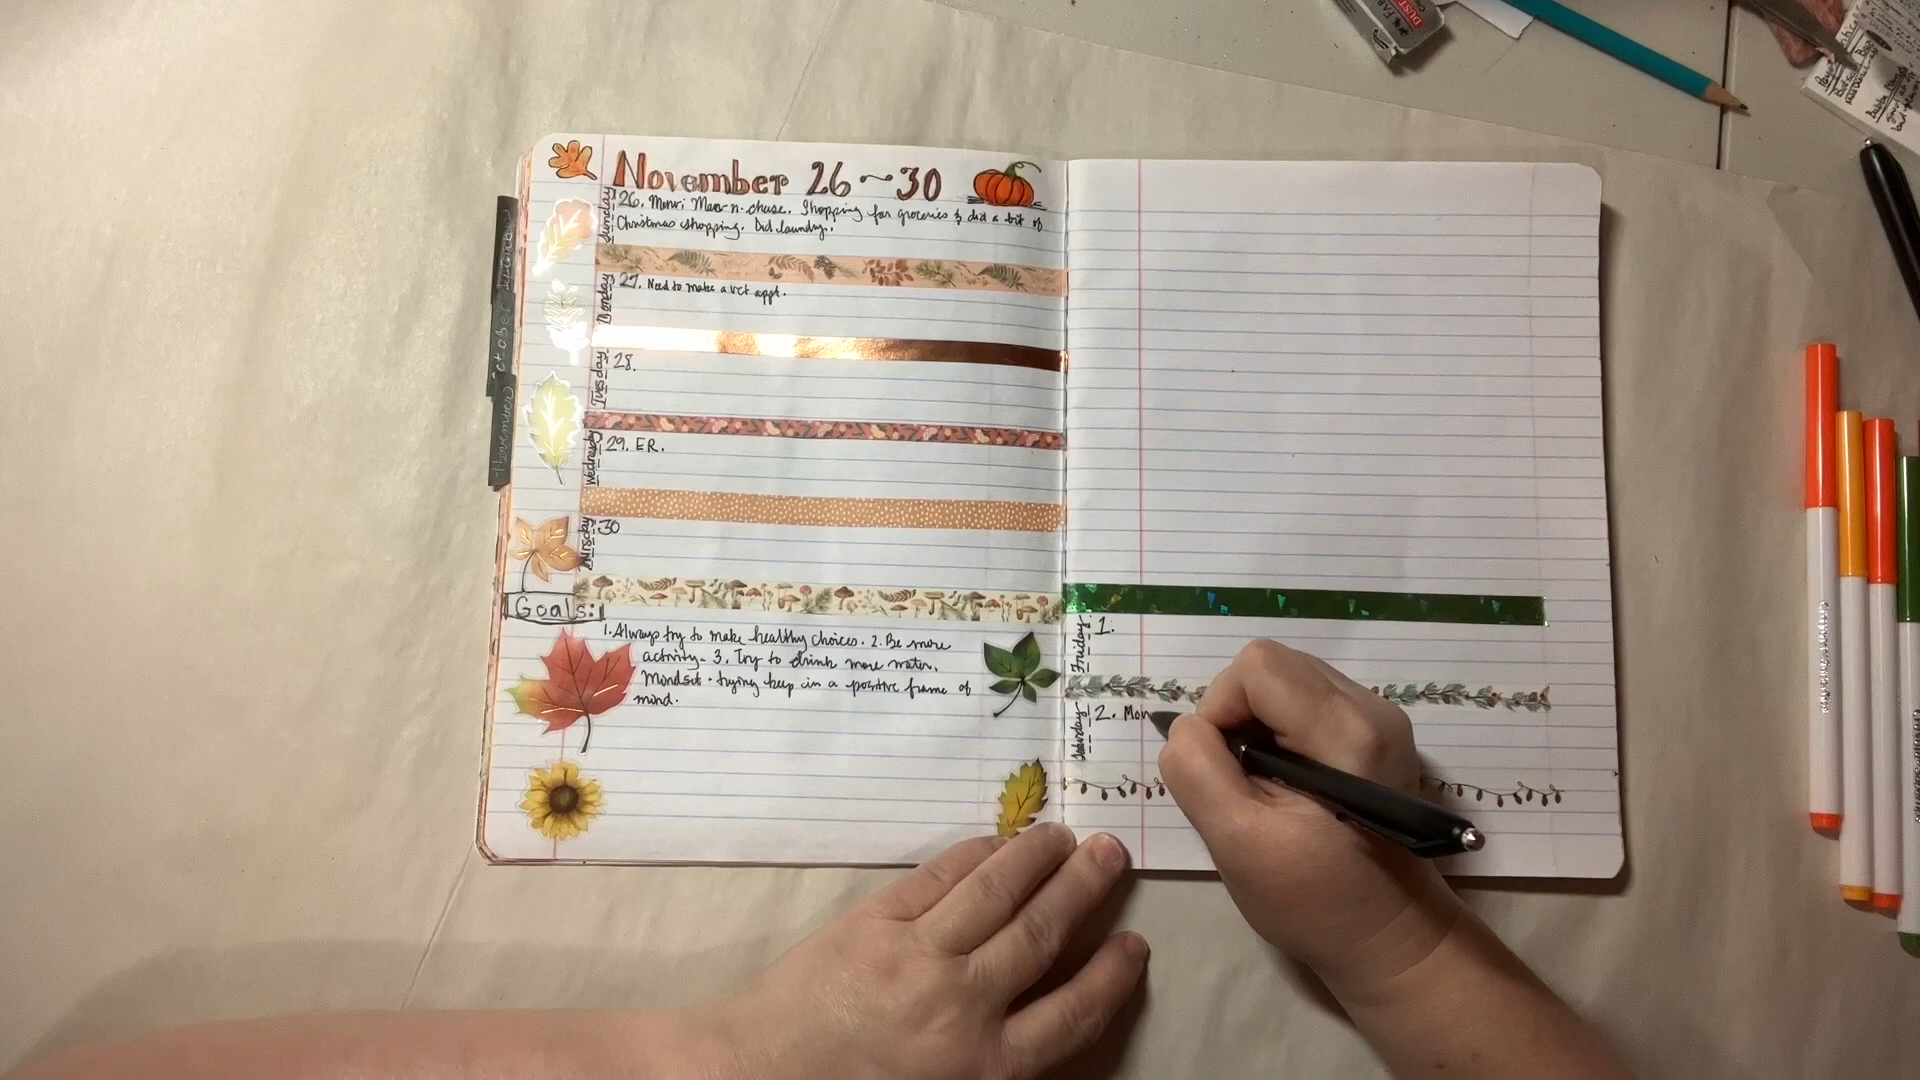 November 26~30
Sunday
26. Menu: Mac-n-cheese. Shopping for groceries & did a bit of
Christmas shopping. Did laundry.
Monday
27. Need to make a vet appt.
Tuesday
28.
Wednesday
29. ER.
Thursday
30
Goals:
1. Always try to make healthy choices. 2. Be more
activity. 3. Try to drink more water.
Mindset - trying keep in a positive frame of
mind.
October
November
Friday
1.
Saturday
2. Mon
DUST